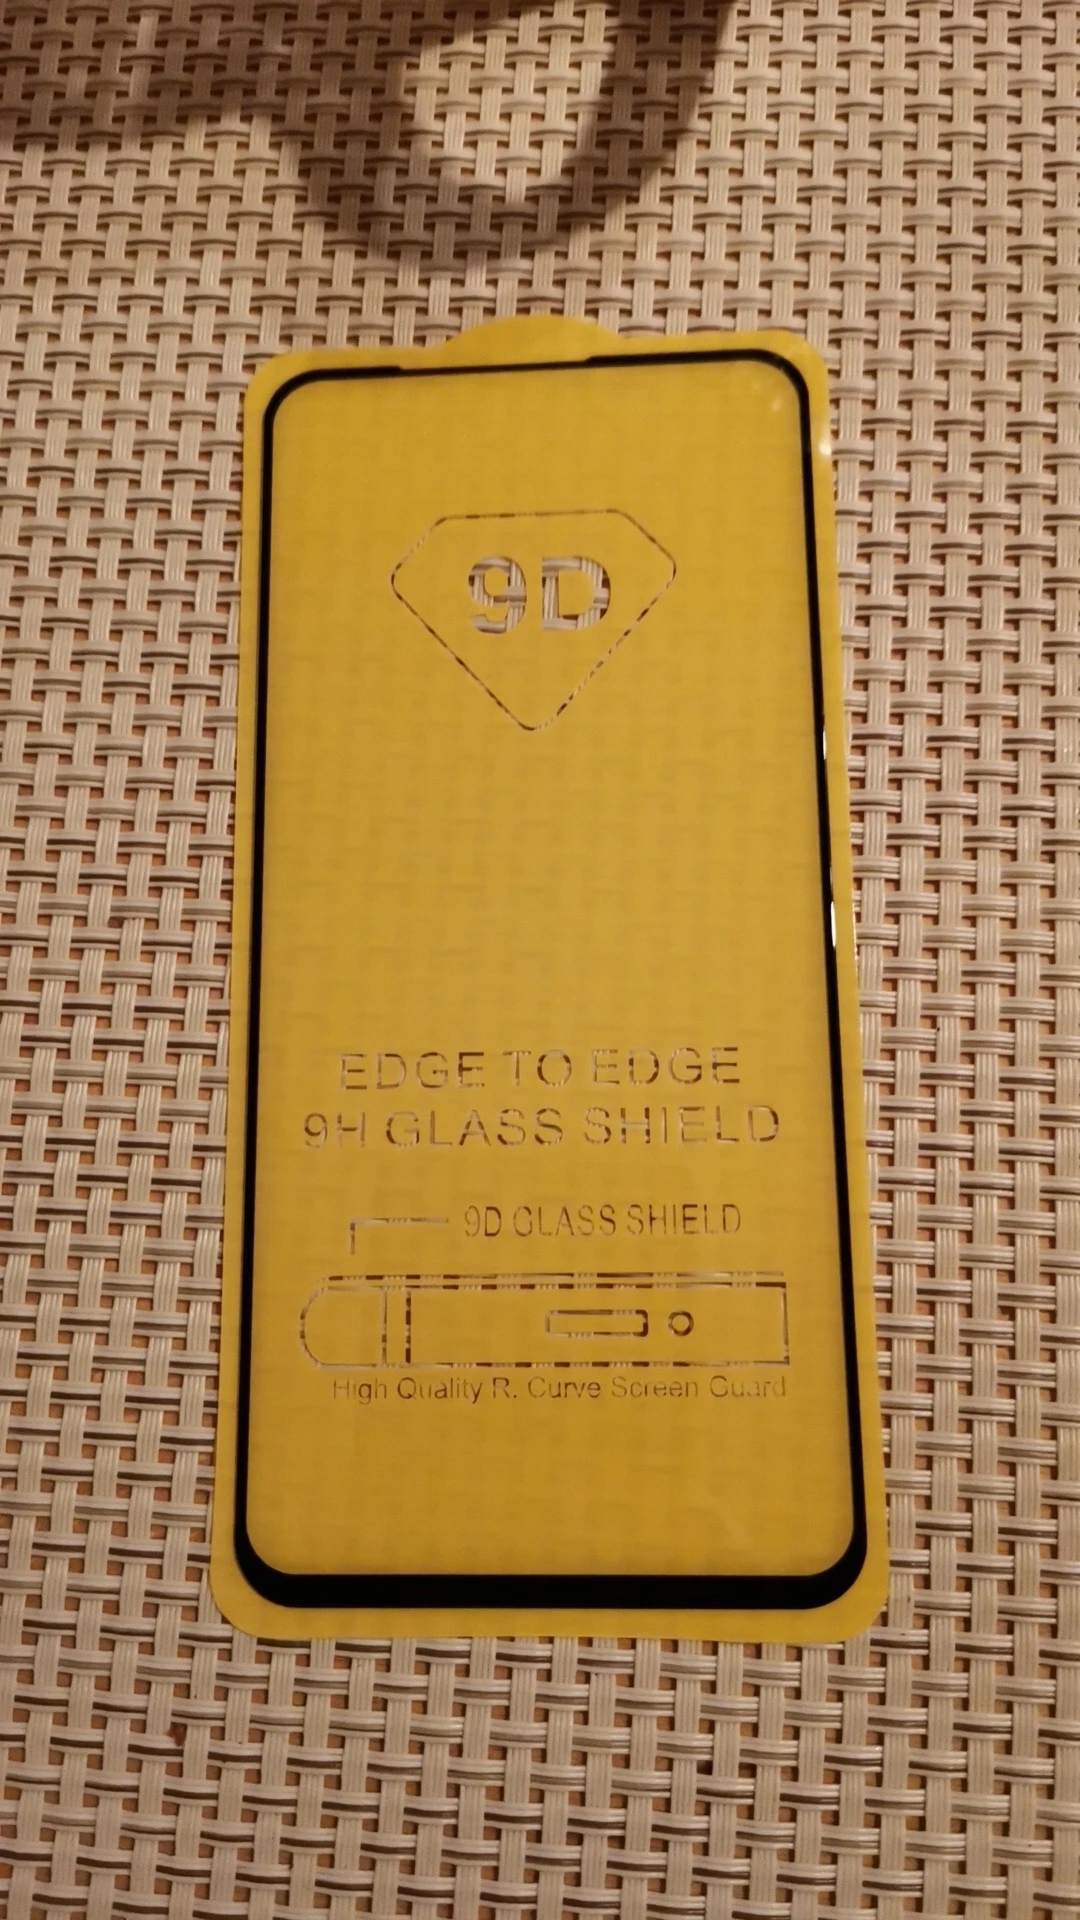 9D
EDGE TO EDGE
9H GLASS SHIELD
9D GLASS SHIELD
High Quality R. Curve Screen Guard